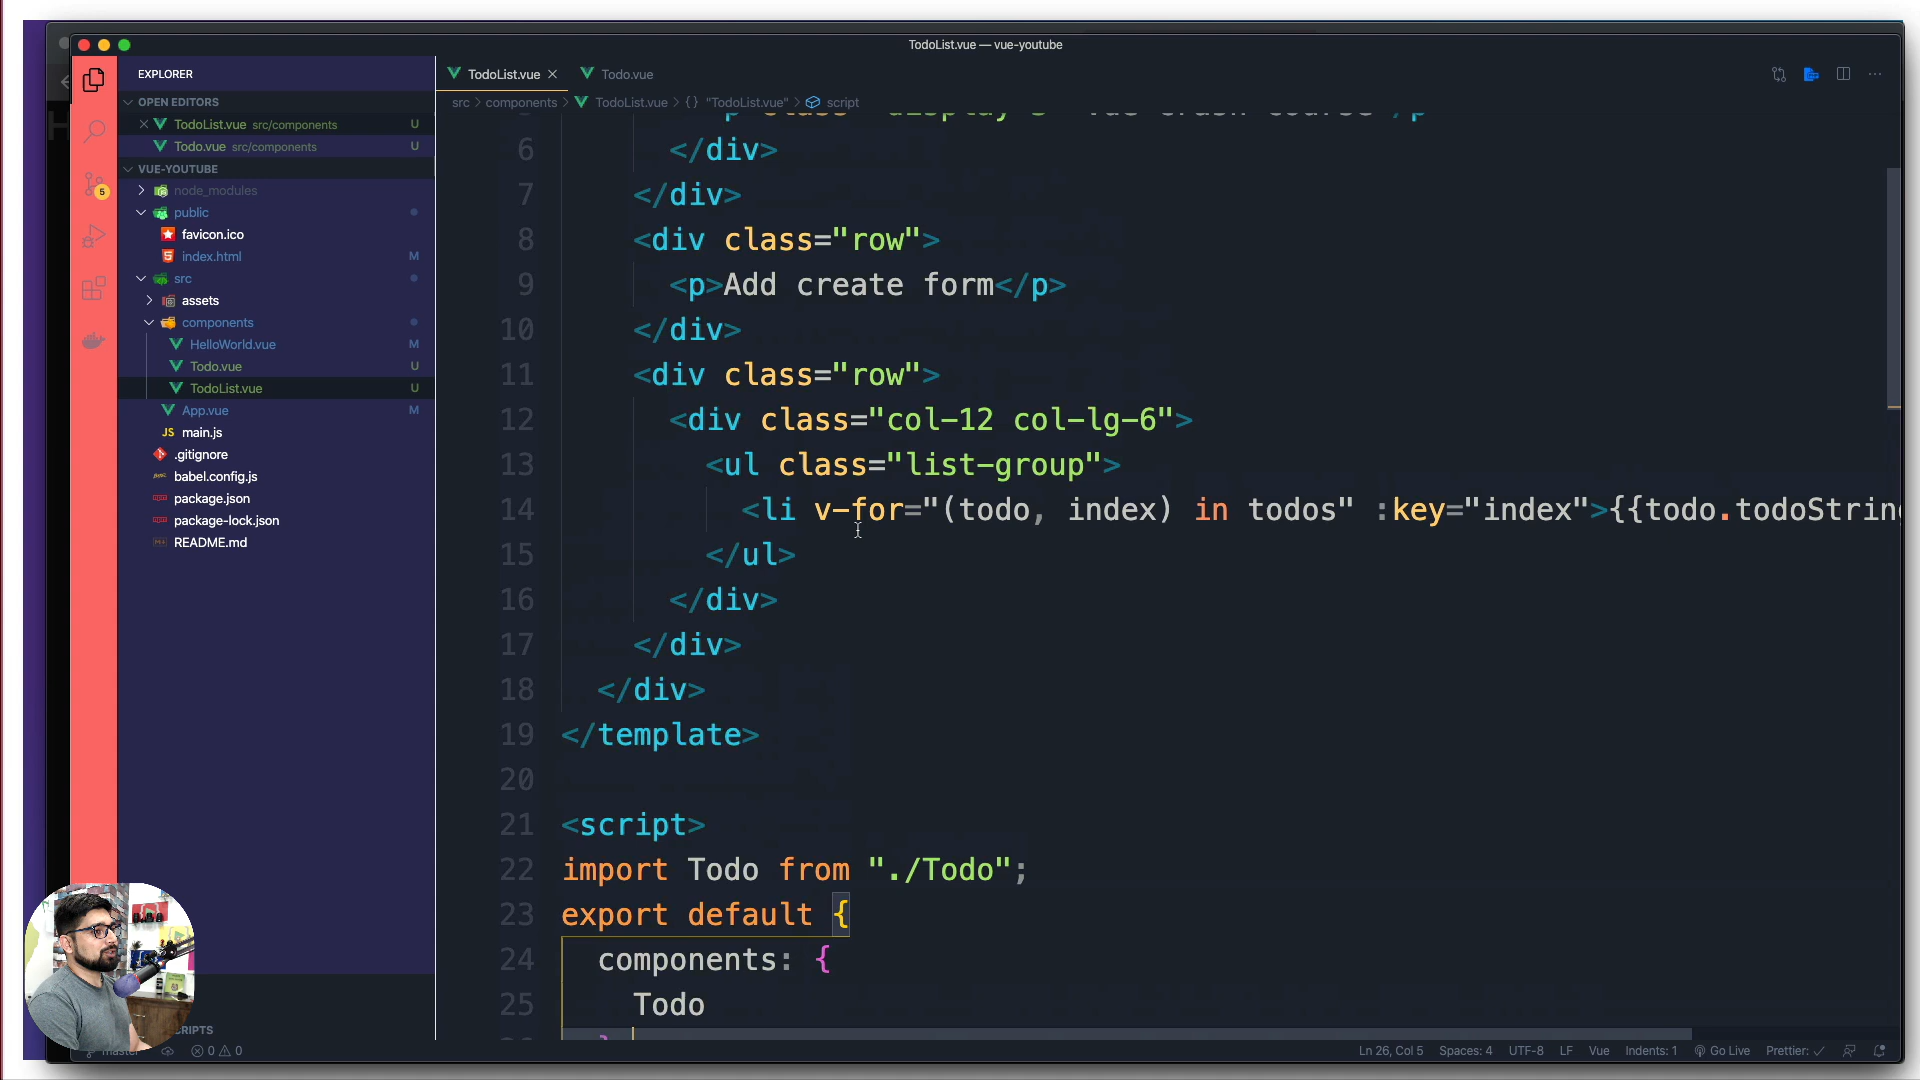 TodoList.vue — vue-youtube
EXPLORER
OPEN EDITORS
TodoList.vue src/components U
Todo.vue src/components U
VUE-YOUTUBE
node_modules
public
favicon.ico
index.html M
src
assets
components
HelloWorld.vue M
Todo.vue U
TodoList.vue U
App.vue M
JS main.js
.gitignore
babel.config.js
package.json
package-lock.json
README.md
5
TodoList.vue
Todo.vue
src > components > TodoList.vue > {} "TodoList.vue" > script
6 </div>
7 </div>
8 <div class="row">
9 <p>Add create form</p>
10 </div>
11 <div class="row">
12 <div class="col-12 col-lg-6">
13 <ul class="list-group">
14 <li v-for="(todo, index) in todos" :key="index">{{todo.todoString
15 </ul>
16 </div>
17 </div>
18 </div>
19 </template>
20
21 <script>
22 import Todo from "./Todo";
23 export default {
24 components: {
25 Todo
master 0 0
Ln 26, Col 5 Spaces: 4 UTF-8 LF Vue Indents: 1 Go Live Prettier: ✓